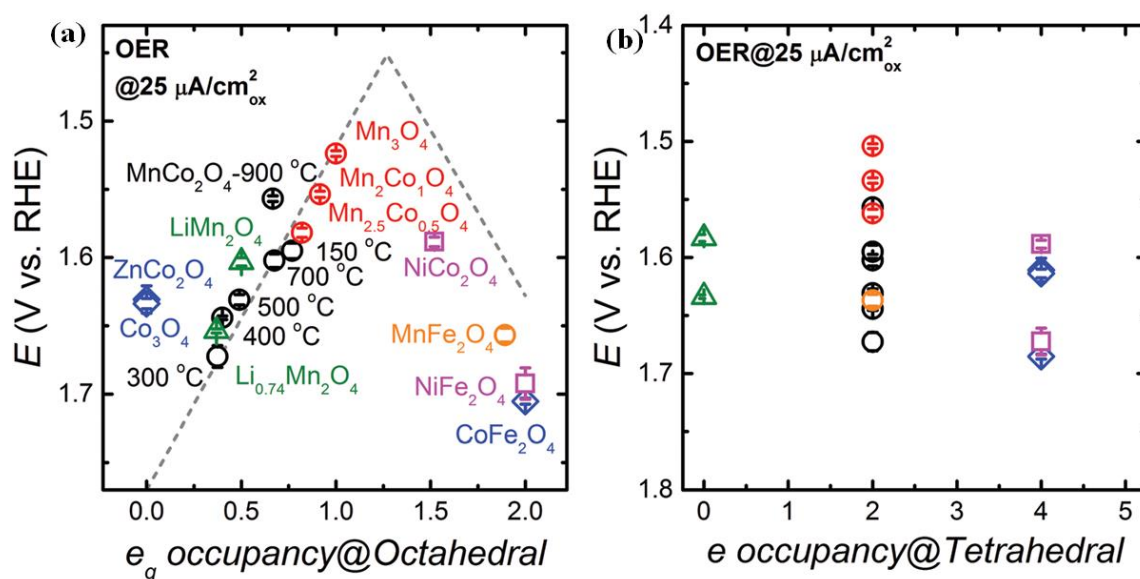 (a)
OER
@25 μA/cm²ox
E (V vs. RHE)
1.5
1.6
1.7
Mn3O4
MnCo2O4-900 °C
Mn2Co1O4
Mn2.5Co0.5O4
LiMn2O4
150 °C
NiCo2O4
700 °C
ZnCo2O4
500 °C
Co3O4
400 °C
MnFe2O4
300 °C
Li0.74Mn2O4
NiFe2O4
CoFe2O4
0.0 0.5 1.0 1.5 2.0
eg occupancy@Octahedral
(b)
OER@25 μA/cm²ox
E (V vs. RHE)
1.4
1.5
1.6
1.7
1.8
0 1 2 3 4 5
e occupancy@Tetrahedral